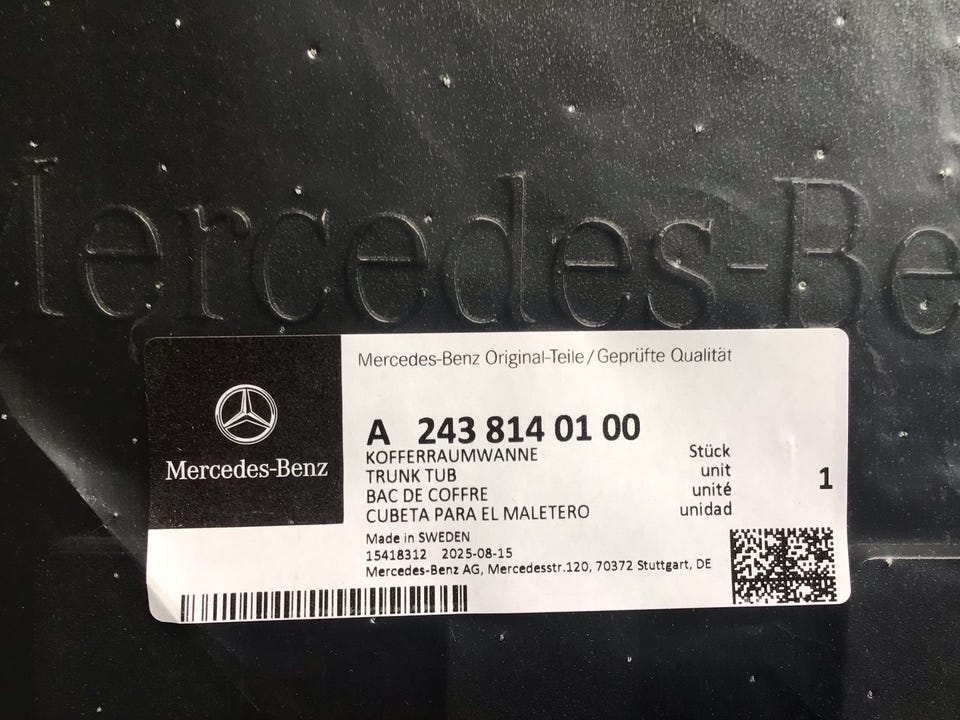 Mercedes-Be
Mercedes-Benz Original-Teile/Geprüfte Qualität
Mercedes-Benz
A 243 814 01 00
KOFFERRAUMWANNE Stück
TRUNK TUB unit
BAC DE COFFRE unité 1
CUBETA PARA EL MALETERO unidad
Made in SWEDEN
15418312 2025-08-15
Mercedes-Benz AG, Mercedesstr.120, 70372 Stuttgart, DE